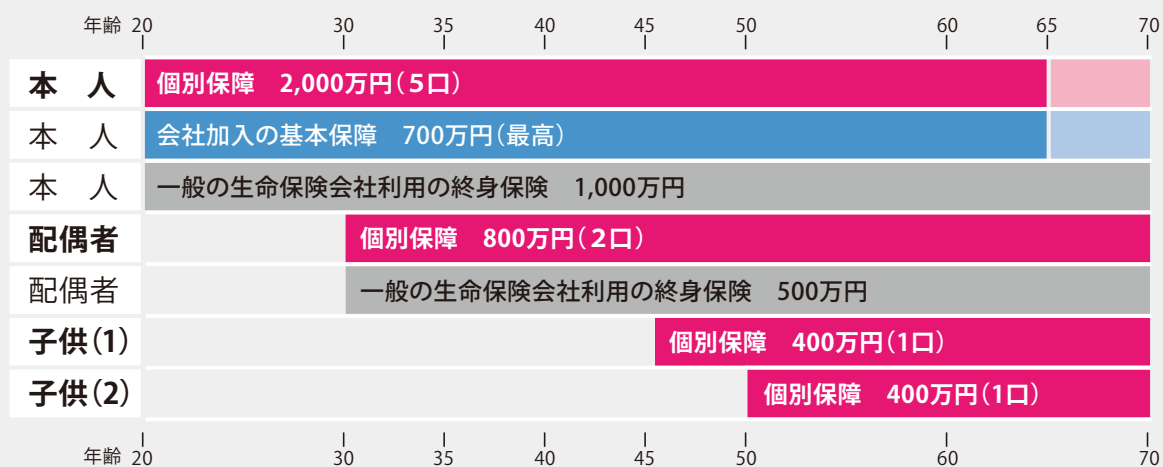 年齢 20 30 35 40 45 50 60 65 70
本 人 個別保障 2,000万円(5口)
本 人 会社加入の基本保障 700万円(最高)
本 人 一般の生命保険会社利用の終身保険 1,000万円
配偶者 個別保障 800万円(2口)
配偶者 一般の生命保険会社利用の終身保険 500万円
子供(1) 個別保障 400万円(1口)
子供(2) 個別保障 400万円(1口)
年齢 20 30 35 40 45 50 60 70